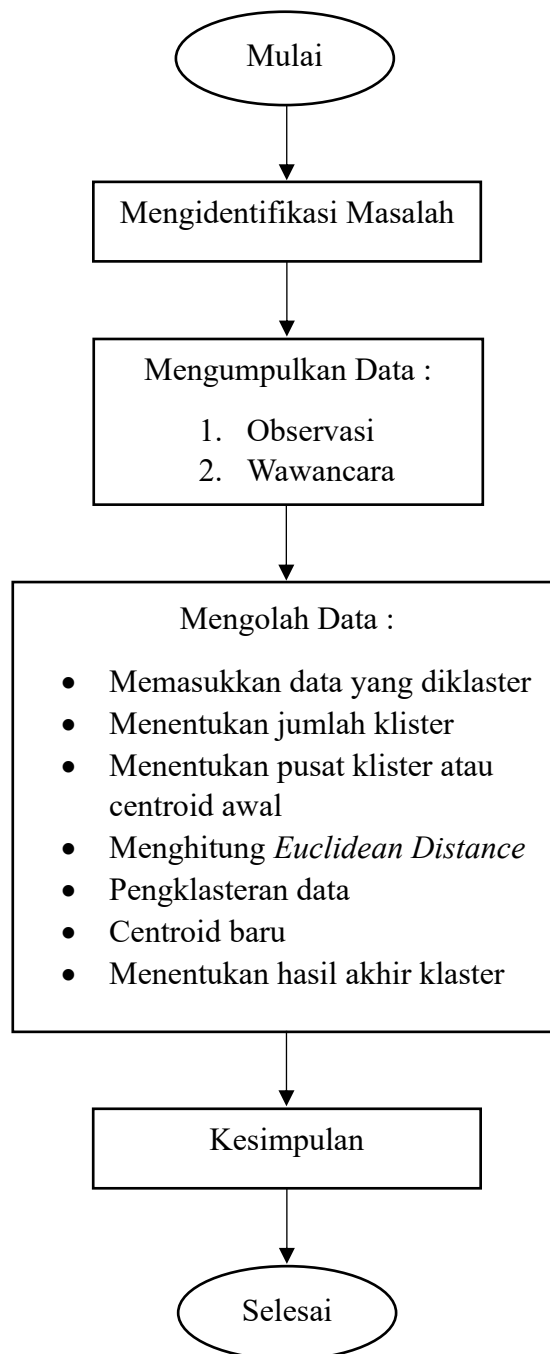 Mulai
Mengidentifikasi Masalah
Mengumpulkan Data :
1. Observasi
2. Wawancara
Mengolah Data :
• Memasukkan data yang diklaster
• Menentukan jumlah klister
• Menentukan pusat klister atau
centroid awal
• Menghitung Euclidean Distance
• Pengklasteran data
• Centroid baru
• Menentukan hasil akhir klaster
Kesimpulan
Selesai